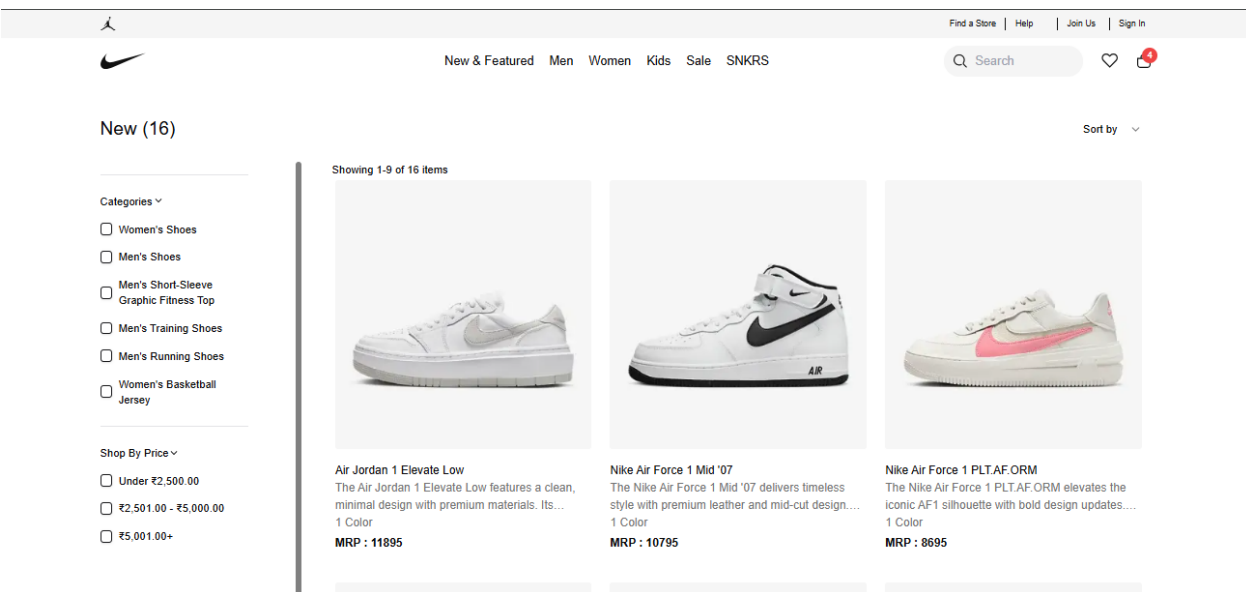 Find a Store | Help | Join Us | Sign In
New & Featured Men Women Kids Sale SNKRS
Search
4
New (16)
Sort by
Showing 1-9 of 16 items
Categories
Women's Shoes
Men's Shoes
Men's Short-Sleeve
Graphic Fitness Top
Men's Training Shoes
Men's Running Shoes
Women's Basketball
Jersey
Shop By Price
Under ₹2,500.00
₹2,501.00 - ₹5,000.00
₹5,001.00+
AIR
Air Jordan 1 Elevate Low
The Air Jordan 1 Elevate Low features a clean,
minimal design with premium materials. Its...
1 Color
MRP : 11895
Nike Air Force 1 Mid '07
The Nike Air Force 1 Mid '07 delivers timeless
style with premium leather and mid-cut design....
1 Color
MRP : 10795
Nike Air Force 1 PLT.AF.ORM
The Nike Air Force 1 PLT.AF.ORM elevates the
iconic AF1 silhouette with bold design updates....
1 Color
MRP : 8695